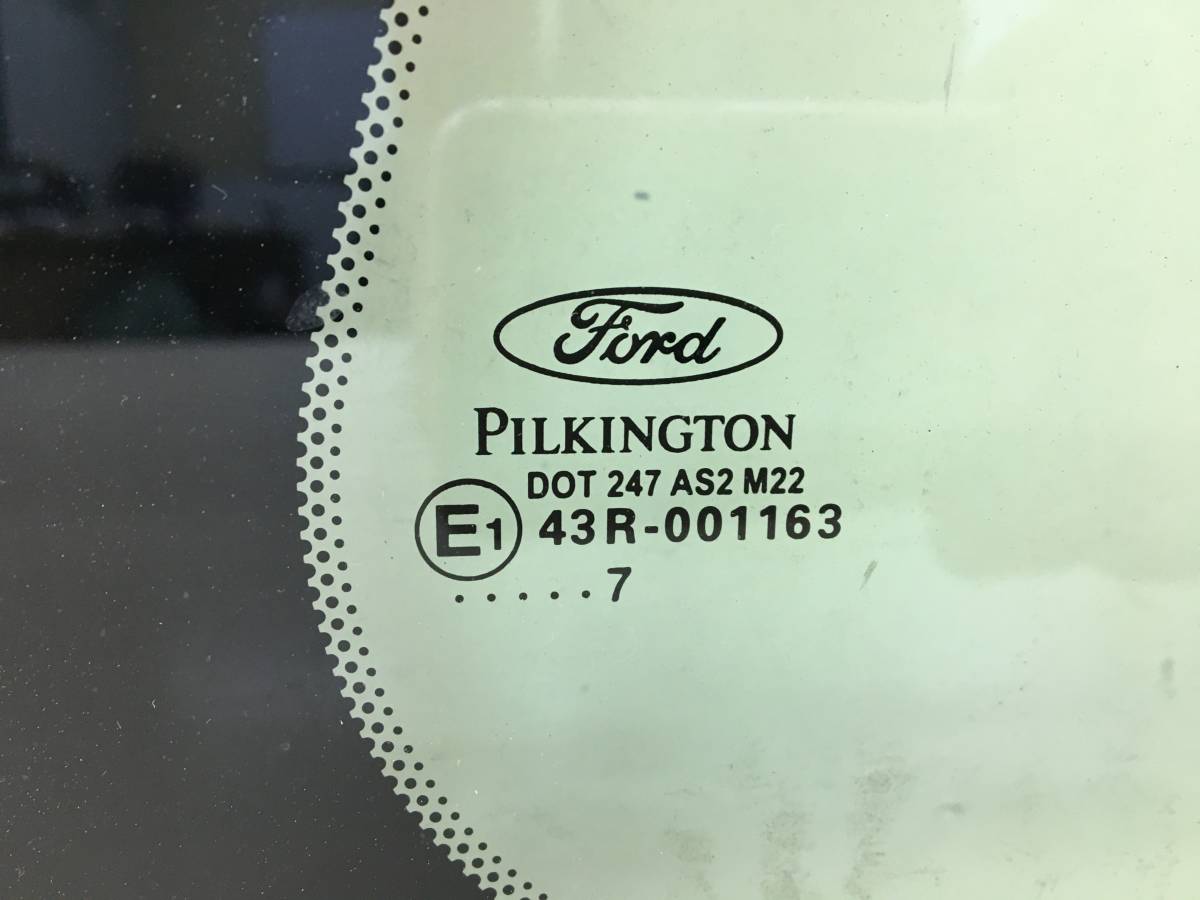 Ford
PILKINGTON
DOT 247 AS2 M22
E1 43R-001163
.....7